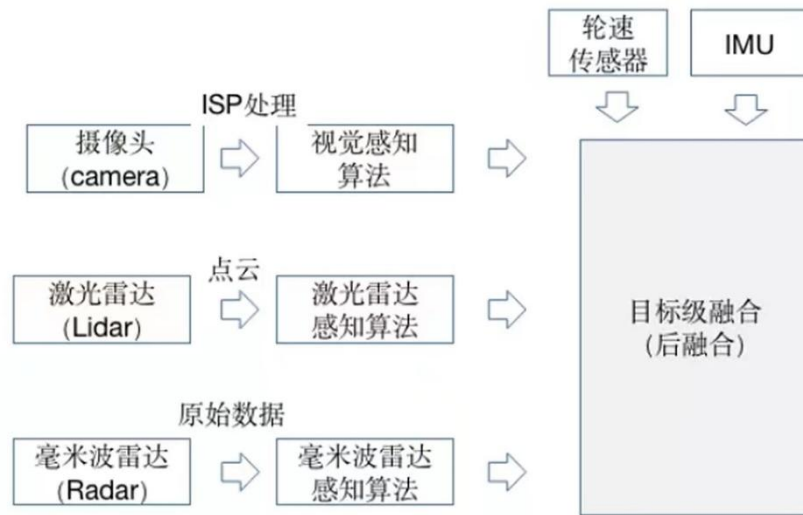 轮速
传感器
IMU
ISP处理
摄像头
(camera)
视觉感知
算法
点云
激光雷达
(Lidar)
激光雷达
感知算法
目标级融合
(后融合)
原始数据
毫米波雷达
(Radar)
毫米波雷达
感知算法